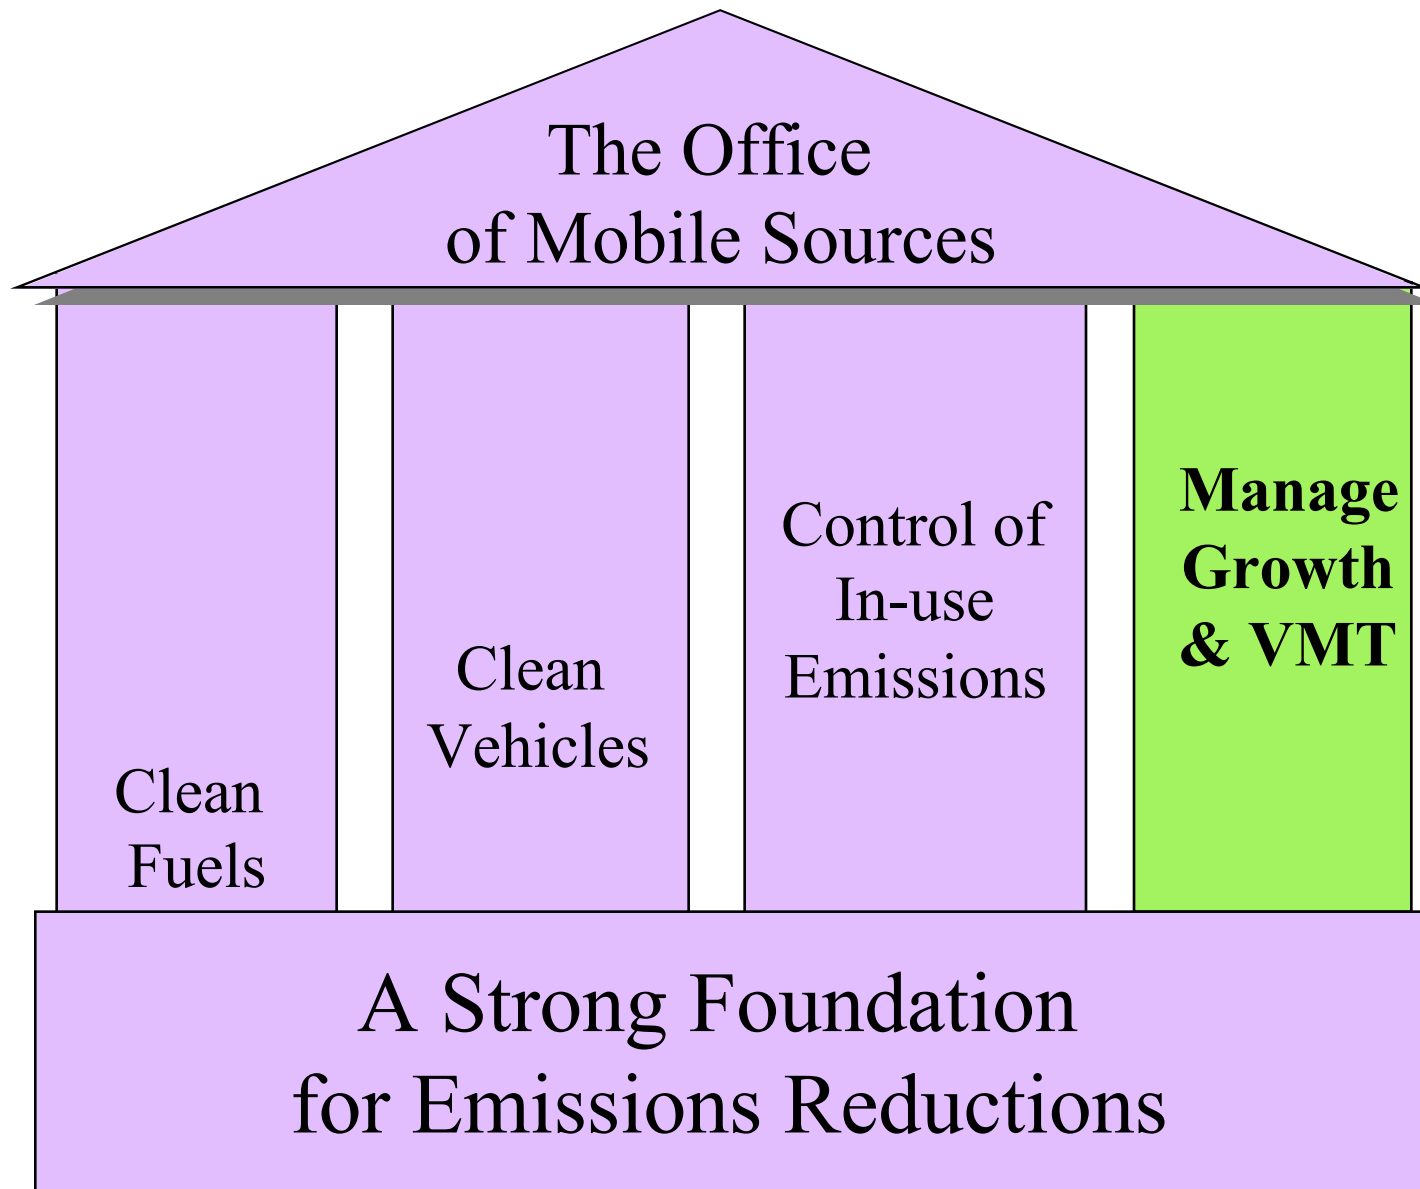 The Office
of Mobile Sources
Clean
Fuels
Clean
Vehicles
Control of
In-use
Emissions
Manage
Growth
& VMT
A Strong Foundation
for Emissions Reductions